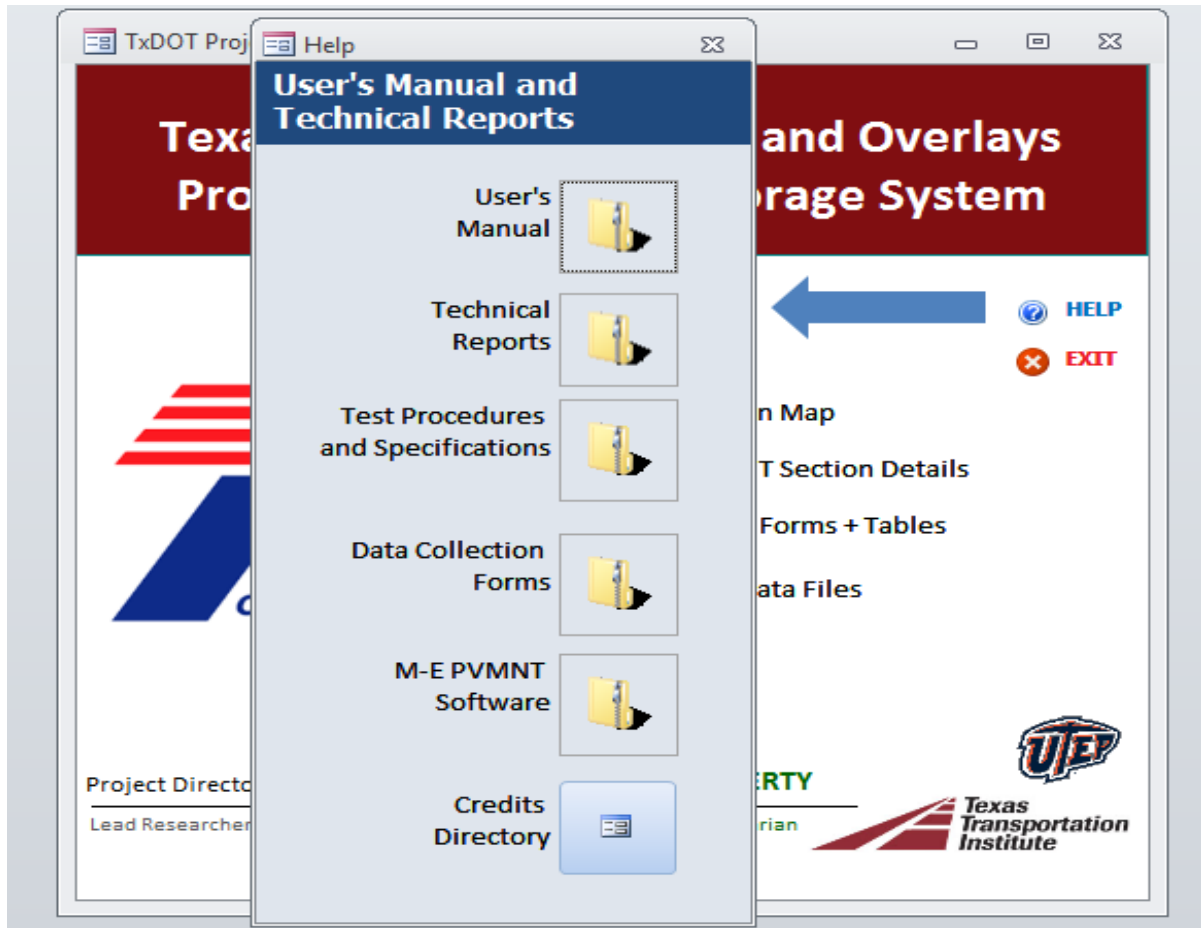 TxDOT Proj
Help
User's Manual and
Technical Reports
Texa
and Overlays
Pro
rage System
User's
Manual
Technical
Reports
HELP
EXIT
Test Procedures
and Specifications
n Map
T Section Details
Data Collection
Forms
Forms + Tables
ata Files
M-E PVMNT
Software
UTEP
Project Directo
ERTY
Credits
Directory
Lead Researcher
rian
Texas
Transportation
Institute